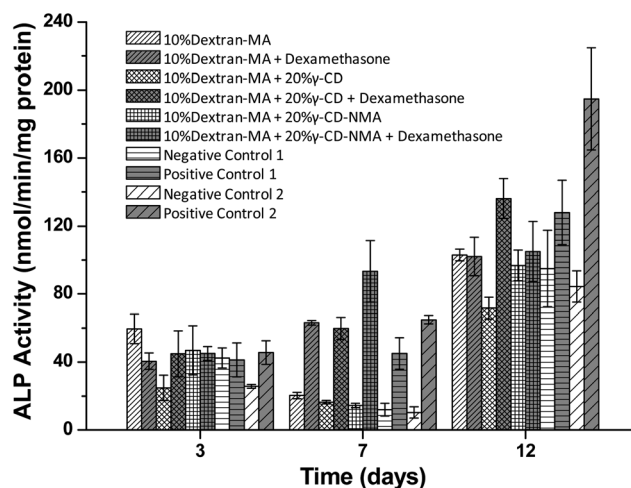 240
200
160
120
80
40
0
ALP Activity (nmol/min/mg protein)
10%Dextran-MA
10%Dextran-MA + Dexamethasone
10%Dextran-MA + 20%γ-CD
10%Dextran-MA + 20%γ-CD + Dexamethasone
10%Dextran-MA + 20%γ-CD-NMA
10%Dextran-MA + 20%γ-CD-NMA + Dexamethasone
Negative Control 1
Positive Control 1
Negative Control 2
Positive Control 2
3 7 12
Time (days)